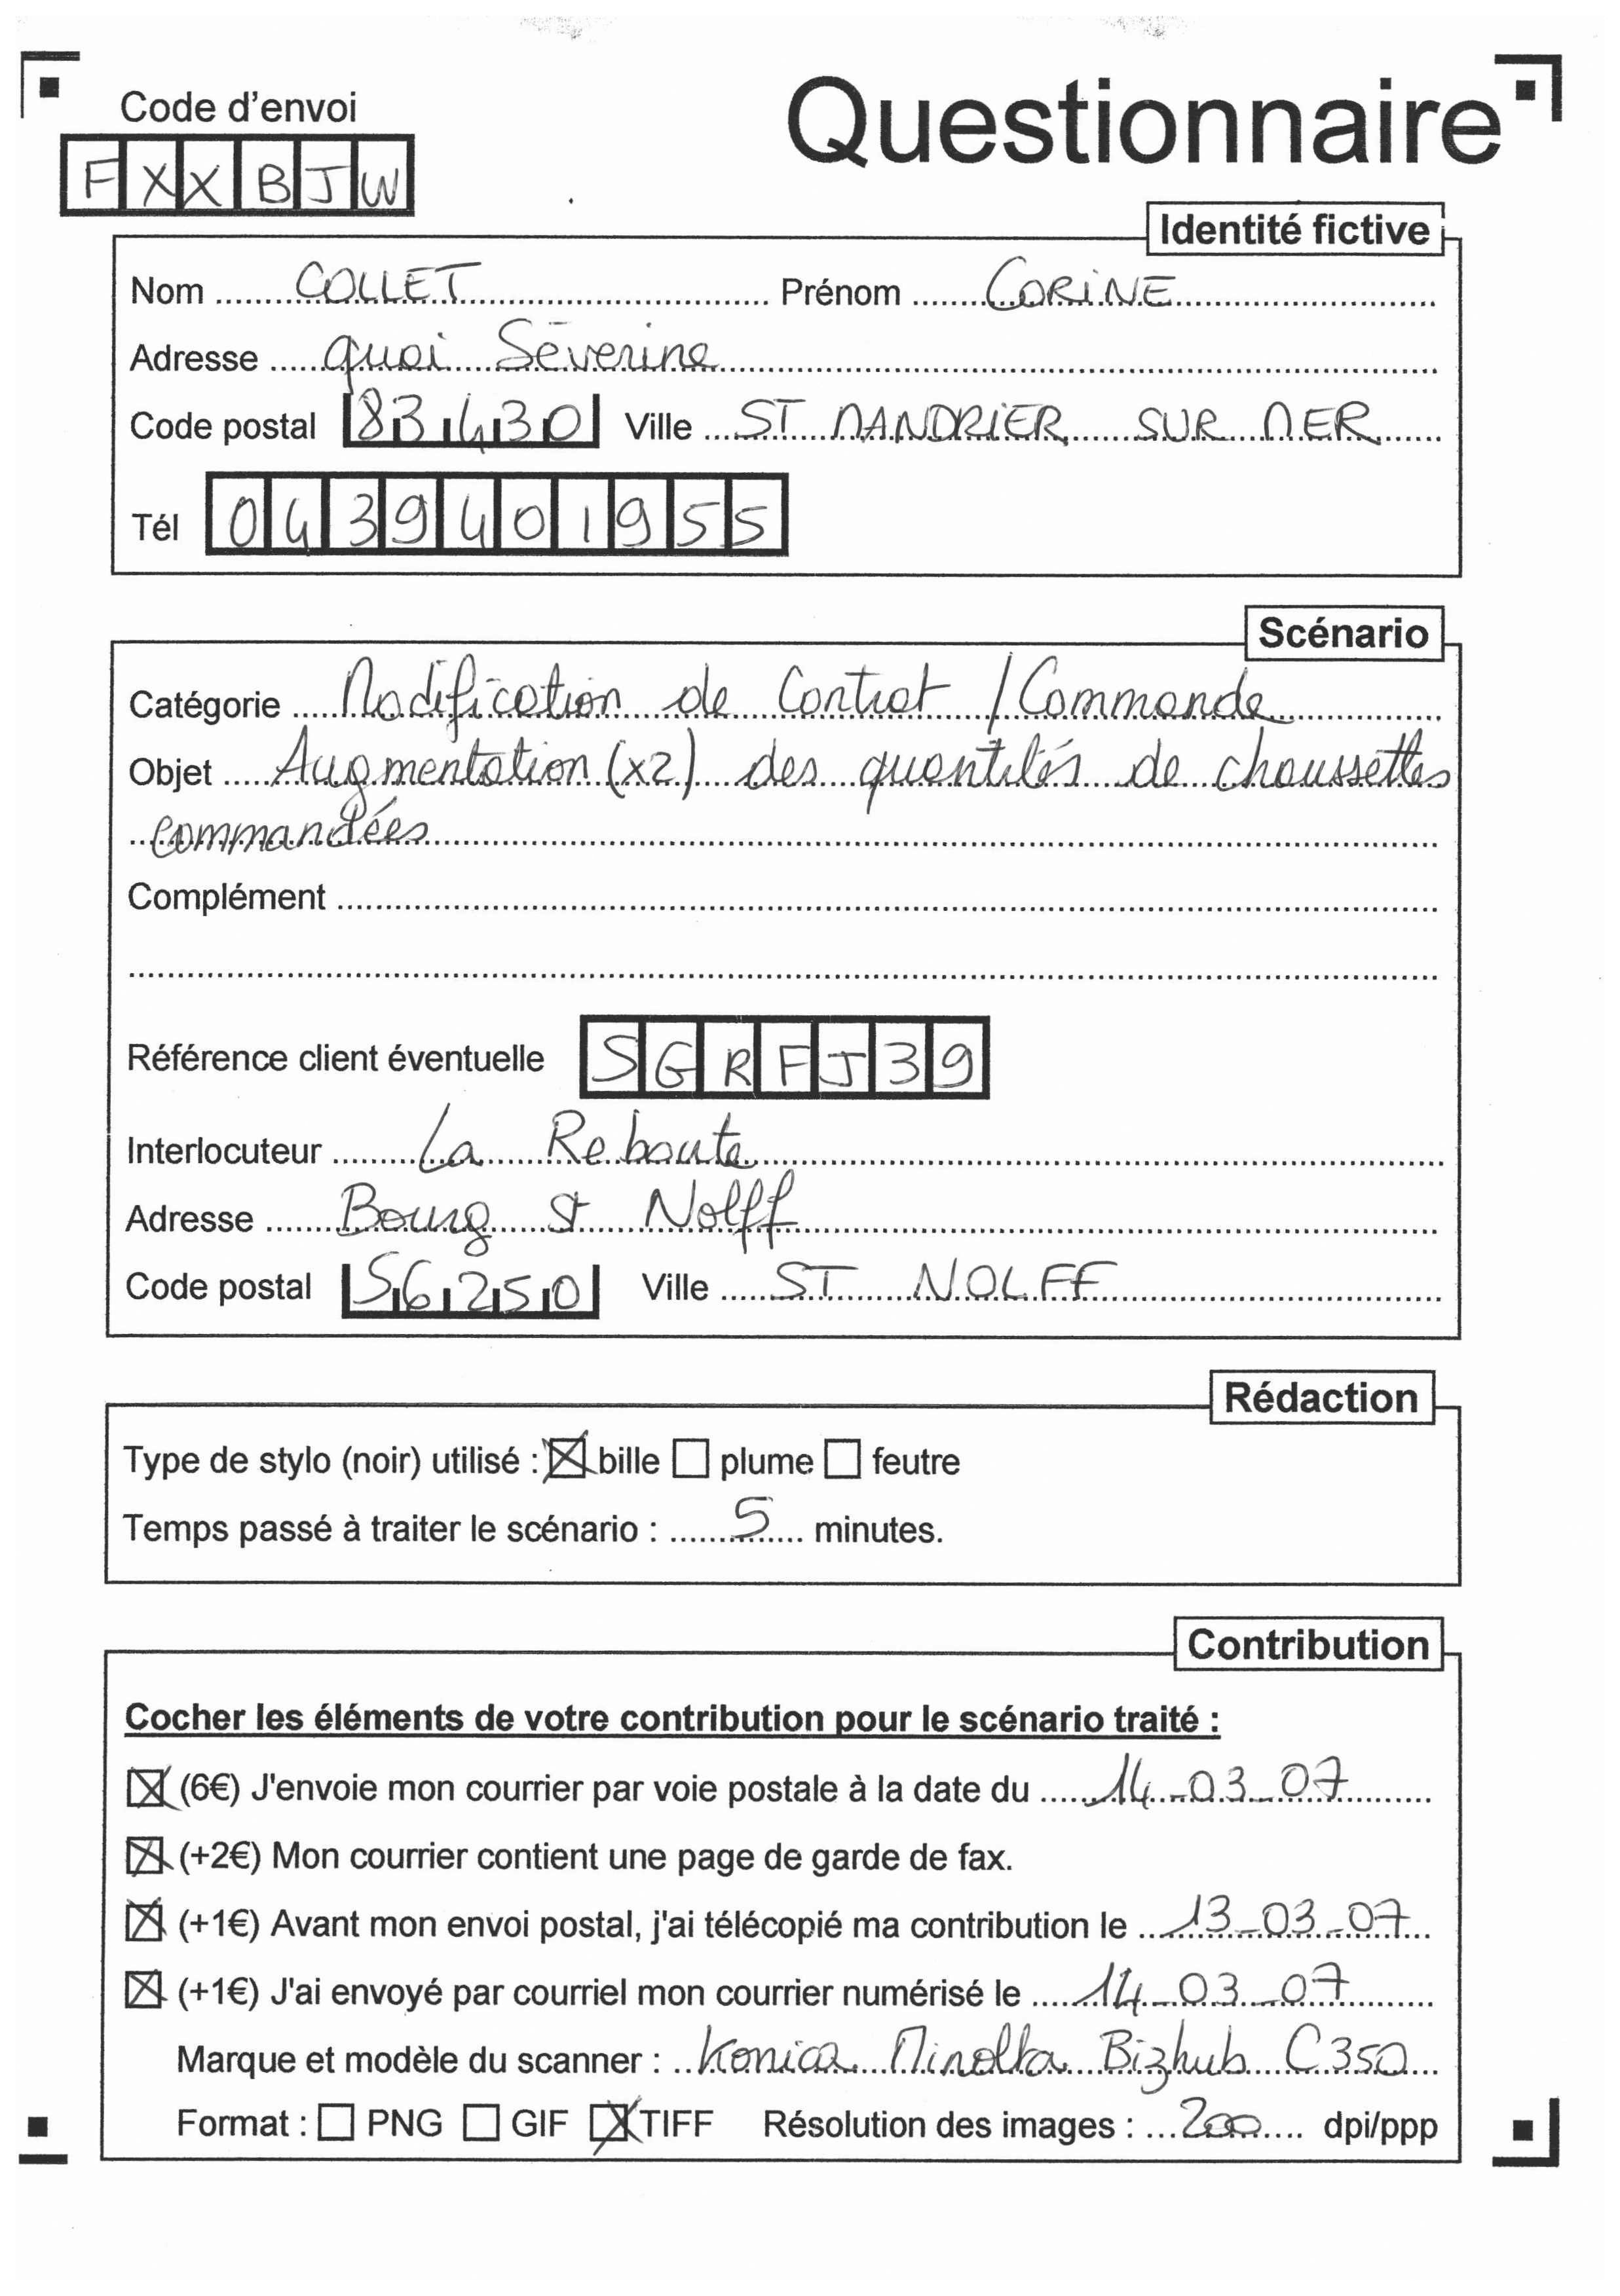 Questionnaire
Code d'envoi
FXXBJW
Identité fictive
Nom COLLET Prénom CORINE
Adresse quai Séverine
Code postal 83430 Ville ST MANDRIER SUR MER
Tél 0439401955
Scénario
Catégorie Modification de Contrat / Commande
Objet Augmentation (x2) des quantités de choussettes
commandées
Complément
Référence client éventuelle SGRFJ39
Interlocuteur La Reboute
Adresse Bourg St Nolff
Code postal 56250 Ville ST NOLFF
Rédaction
Type de stylo (noir) utilisé : bille plume feutre
Temps passé à traiter le scénario : 5 minutes.
Contribution
Cocher les éléments de votre contribution pour le scénario traité :
(6€) J'envoie mon courrier par voie postale à la date du 14-03-07
(+2€) Mon courrier contient une page de garde de fax.
(+1€) Avant mon envoi postal, j'ai télécopié ma contribution le 13-03-07
(+1€) J'ai envoyé par courriel mon courrier numérisé le 14-03-07
Marque et modèle du scanner : Konica Minolta Bizhub C350
Format : PNG GIF TIFF Résolution des images : 200 dpi/ppp